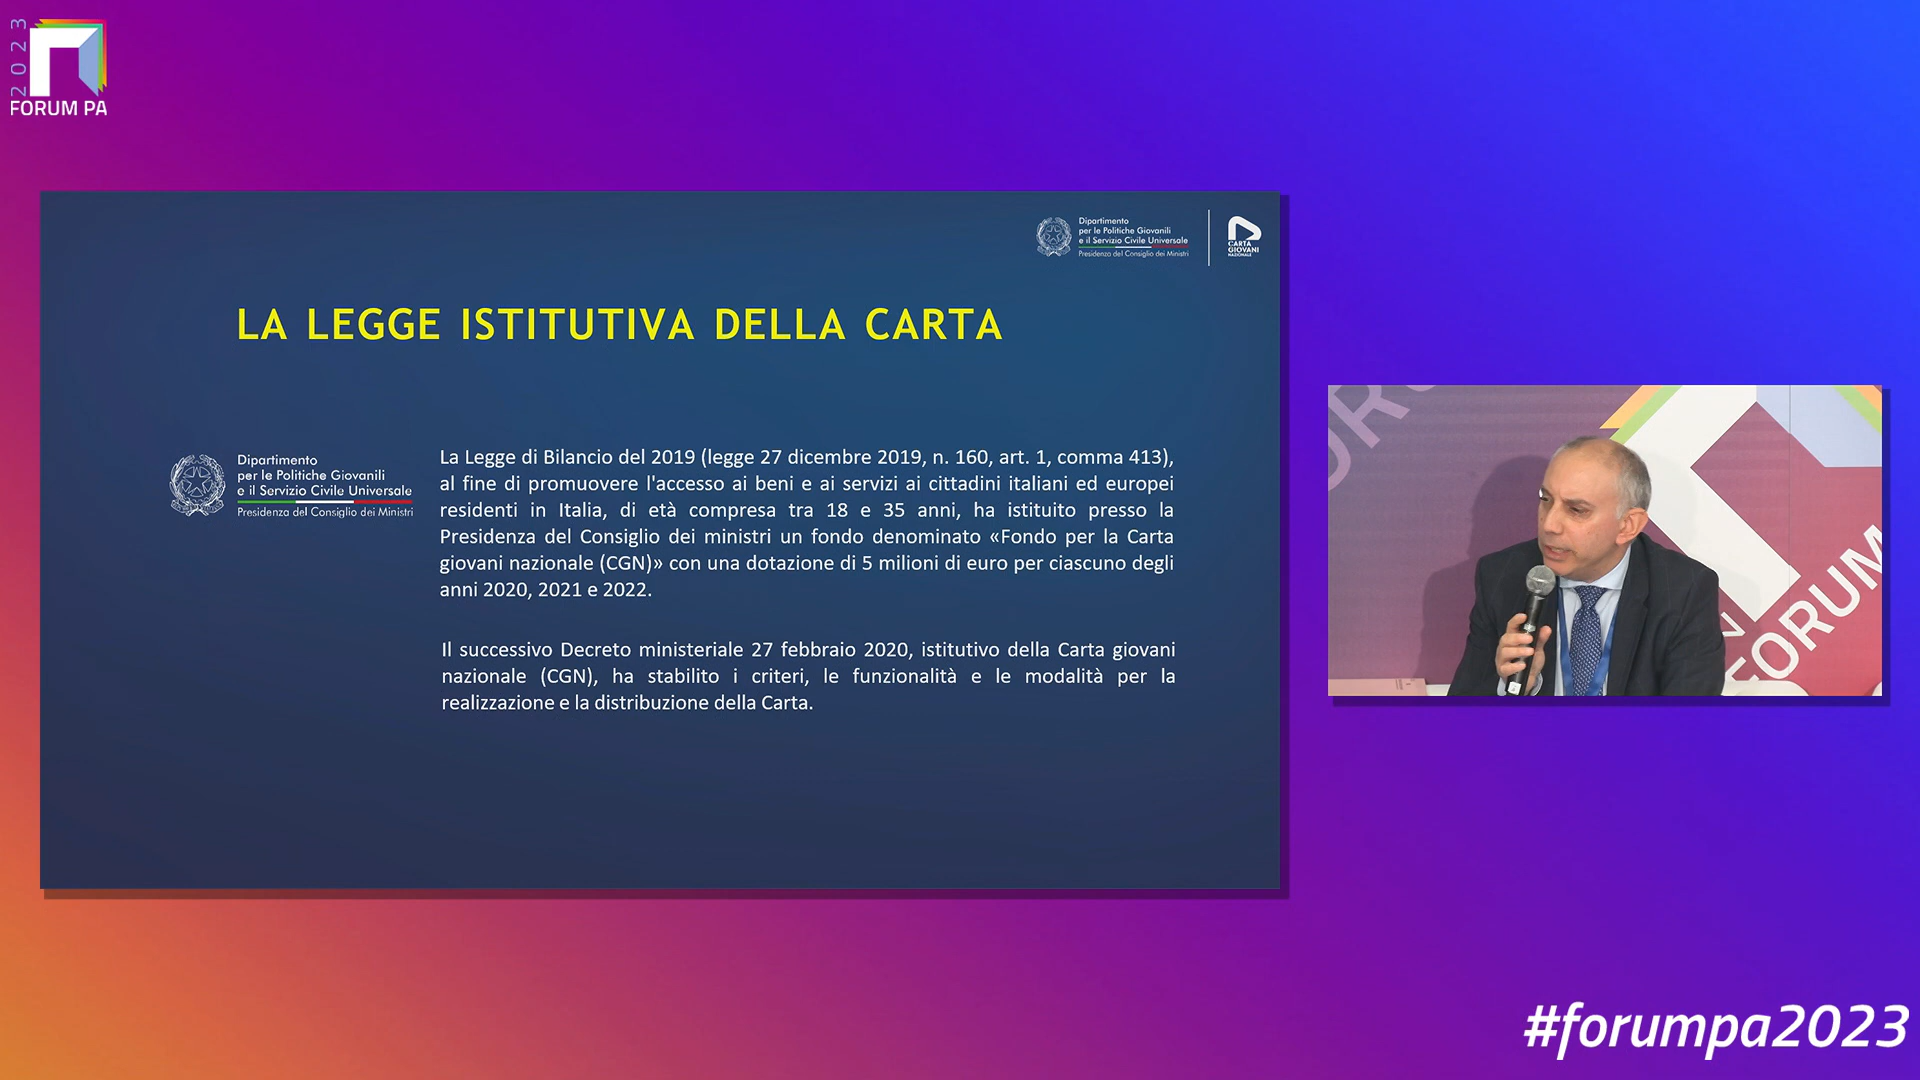 2023
FORUM PA
Dipartimento
per le Politiche Giovanili
e il Servizio Civile Universale
Presidenza del Consiglio dei Ministri
CARTA
GIOVANI
NAZIONALE
LA LEGGE ISTITUTIVA DELLA CARTA
Dipartimento
per le Politiche Giovanili
e il Servizio Civile Universale
Presidenza del Consiglio dei Ministri
La Legge di Bilancio del 2019 (legge 27 dicembre 2019, n. 160, art. 1, comma 413),
al fine di promuovere l'accesso ai beni e ai servizi ai cittadini italiani ed europei
residenti in Italia, di età compresa tra 18 e 35 anni, ha istituito presso la
Presidenza del Consiglio dei ministri un fondo denominato «Fondo per la Carta
giovani nazionale (CGN)» con una dotazione di 5 milioni di euro per ciascuno degli
anni 2020, 2021 e 2022.
Il successivo Decreto ministeriale 27 febbraio 2020, istitutivo della Carta giovani
nazionale (CGN), ha stabilito i criteri, le funzionalità e le modalità per la
realizzazione e la distribuzione della Carta.
FORUM
#forumpa2023